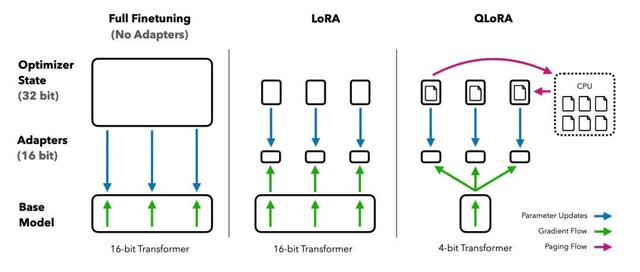 Full Finetuning
(No Adapters)
LoRA
QLoRA
Optimizer
State
(32 bit)
CPU
Adapters
(16 bit)
Base
Model
16-bit Transformer
16-bit Transformer
4-bit Transformer
Parameter Updates
Gradient Flow
Paging Flow